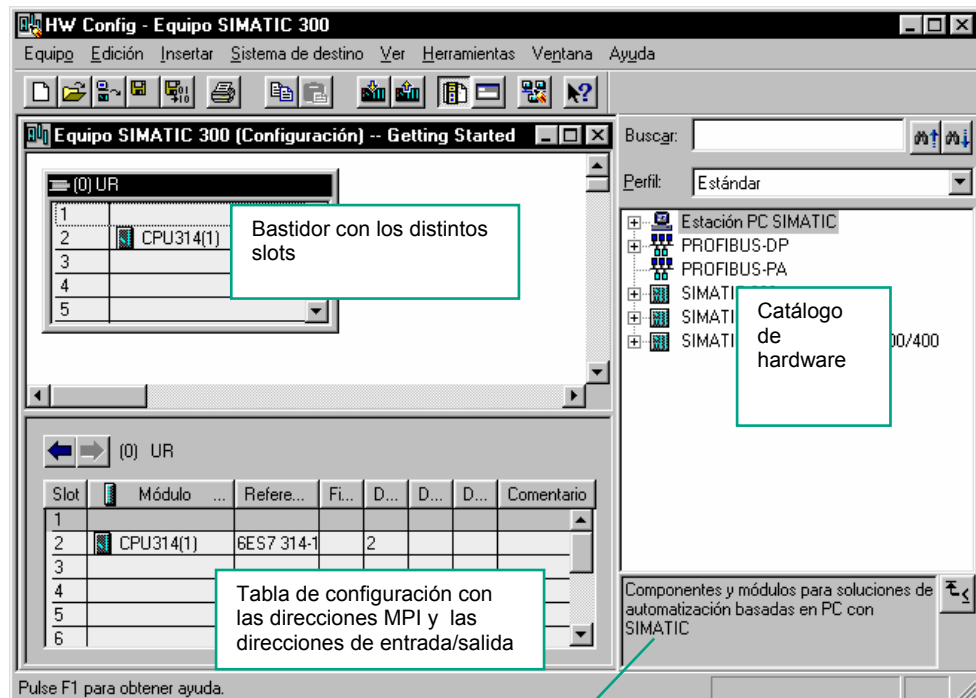 HW Config - Equipo SIMATIC 300
Equipo Edición Insertar Sistema de destino Ver Herramientas Ventana Ayuda
Equipo SIMATIC 300 (Configuración) -- Getting Started
(0) UR
1
2 CPU314(1)
3
4
5
Bastidor con los distintos
slots
Buscar:
Perfil: Estándar
Estación PC SIMATIC
PROFIBUS-DP
PROFIBUS-PA
SIMATI
SIMATI
SIMATI 00/400
Catálogo
de
hardware
(0) UR
Slot Módulo ... Refere... Fi... D... D... D... Comentario
1
2 CPU314(1) 6ES7 314-1 2
3
4
5
6
Tabla de configuración con
las direcciones MPI y las
direcciones de entrada/salida
Componentes y módulos para soluciones de
automatización basadas en PC con
SIMATIC
Pulse F1 para obtener ayuda.